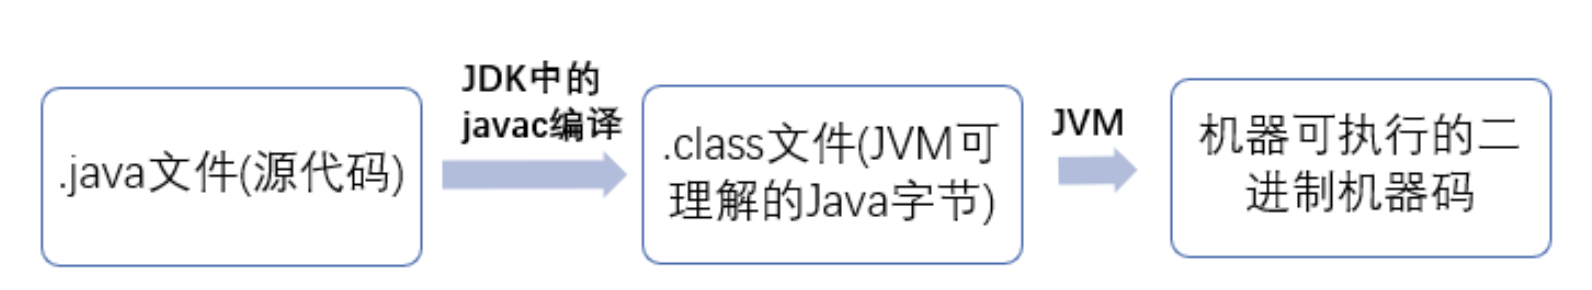 .java文件(源代码)
JDK中的
javac编译
.class文件(JVM可
理解的Java字节)
JVM
机器可执行的二
进制机器码